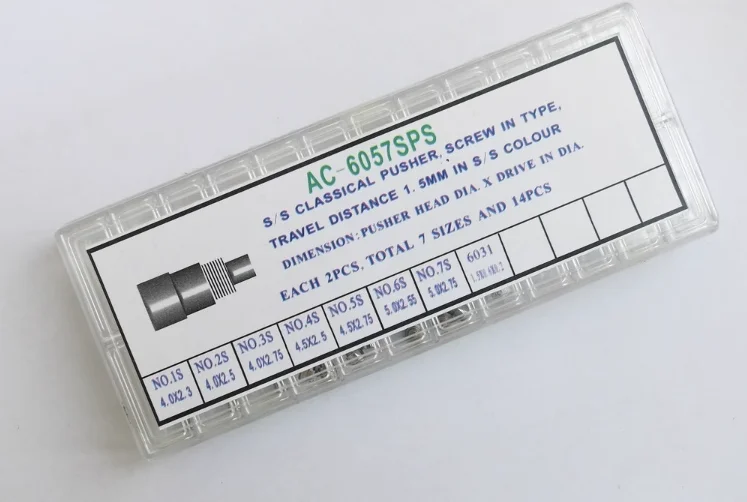 AC-6057SPS
S/S CLASSICAL PUSHER, SCREW IN TYPE,
TRAVEL DISTANCE 1.5MM IN S/S COLOUR
DIMENSION: PUSHER HEAD DIA. X DRIVE IN DIA.
EACH 2PCS, TOTAL 7 SIZES AND 14PCS
NO.1S
4.0X2.3
NO.2S
4.0X2.5
NO.3S
4.0X2.75
NO.4S
4.5X2.5
NO.5S
4.5X2.75
NO.6S
5.0X2.55
NO.7S
5.0X2.75
6031